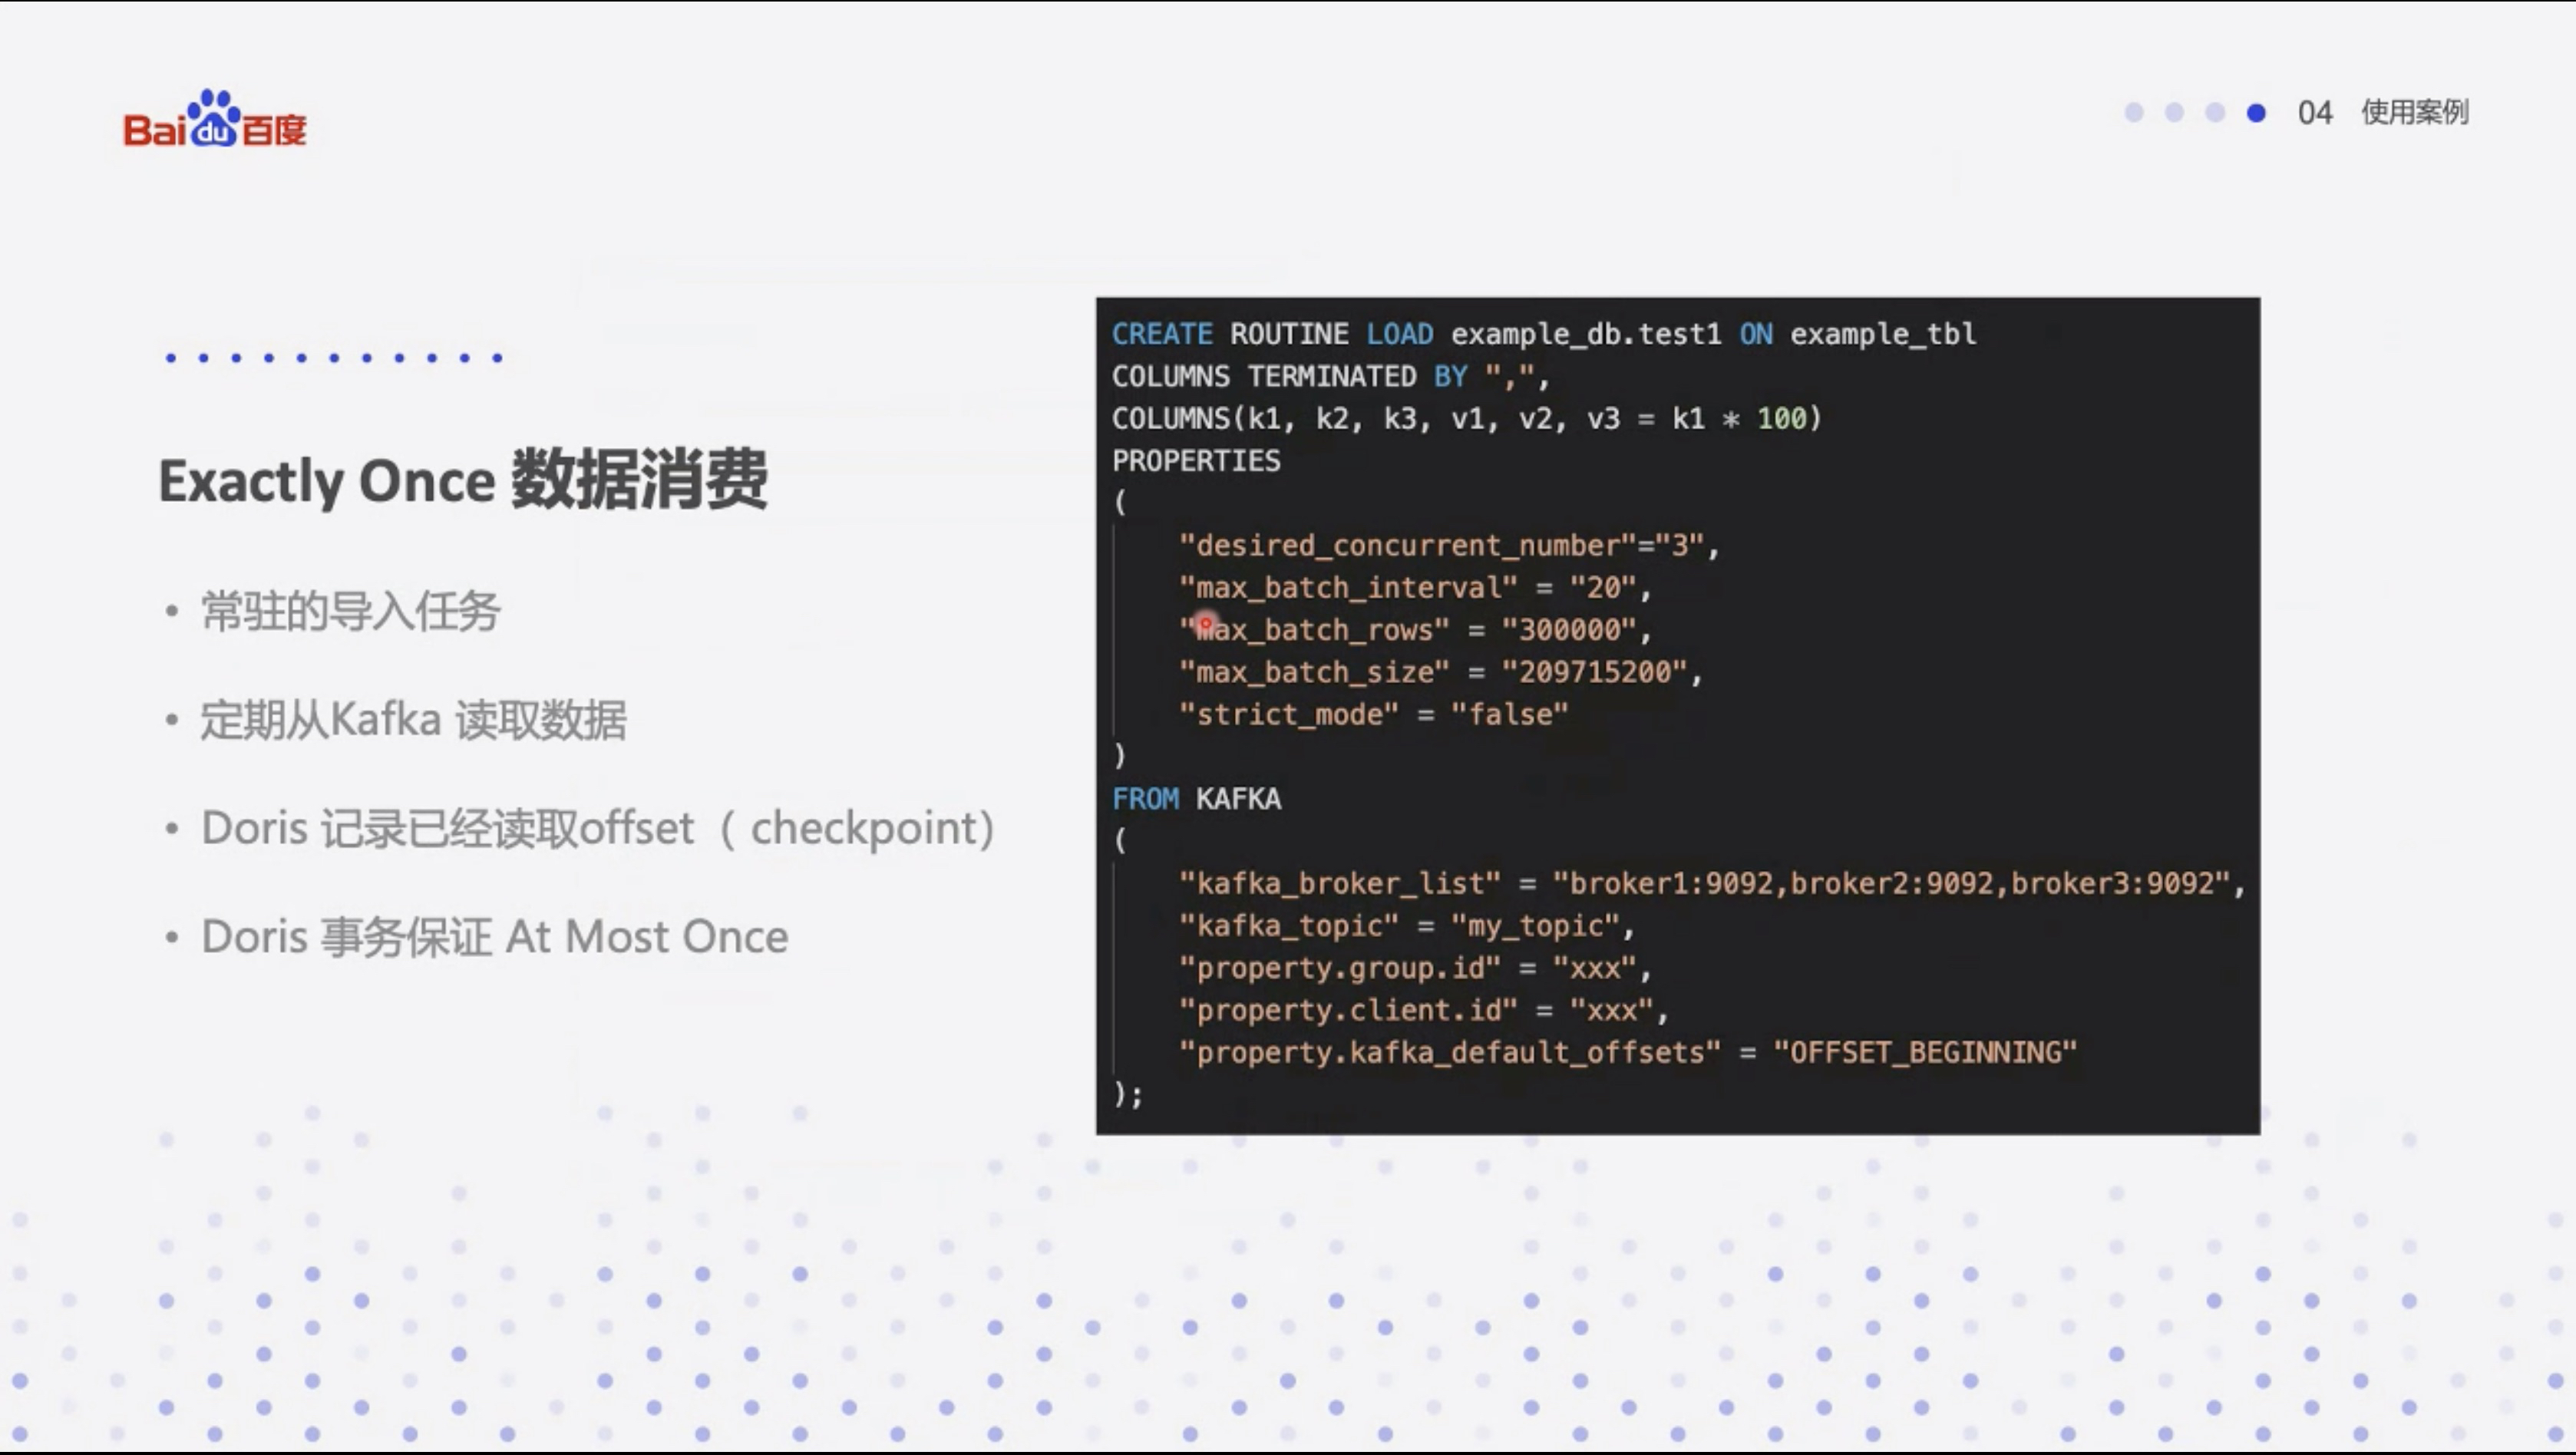 Baidu百度
04 使用案例
Exactly Once 数据消费
• 常驻的导入任务
• 定期从Kafka 读取数据
• Doris 记录已经读取offset（ checkpoint）
• Doris 事务保证 At Most Once
CREATE ROUTINE LOAD example_db.test1 ON example_tbl
COLUMNS TERMINATED BY ",",
COLUMNS(k1, k2, k3, v1, v2, v3 = k1 * 100)
PROPERTIES
(
"desired_concurrent_number"="3",
"max_batch_interval" = "20",
"max_batch_rows" = "300000",
"max_batch_size" = "209715200",
"strict_mode" = "false"
)
FROM KAFKA
(
"kafka_broker_list" = "broker1:9092,broker2:9092,broker3:9092",
"kafka_topic" = "my_topic",
"property.group.id" = "xxx",
"property.client.id" = "xxx",
"property.kafka_default_offsets" = "OFFSET_BEGINNING"
);